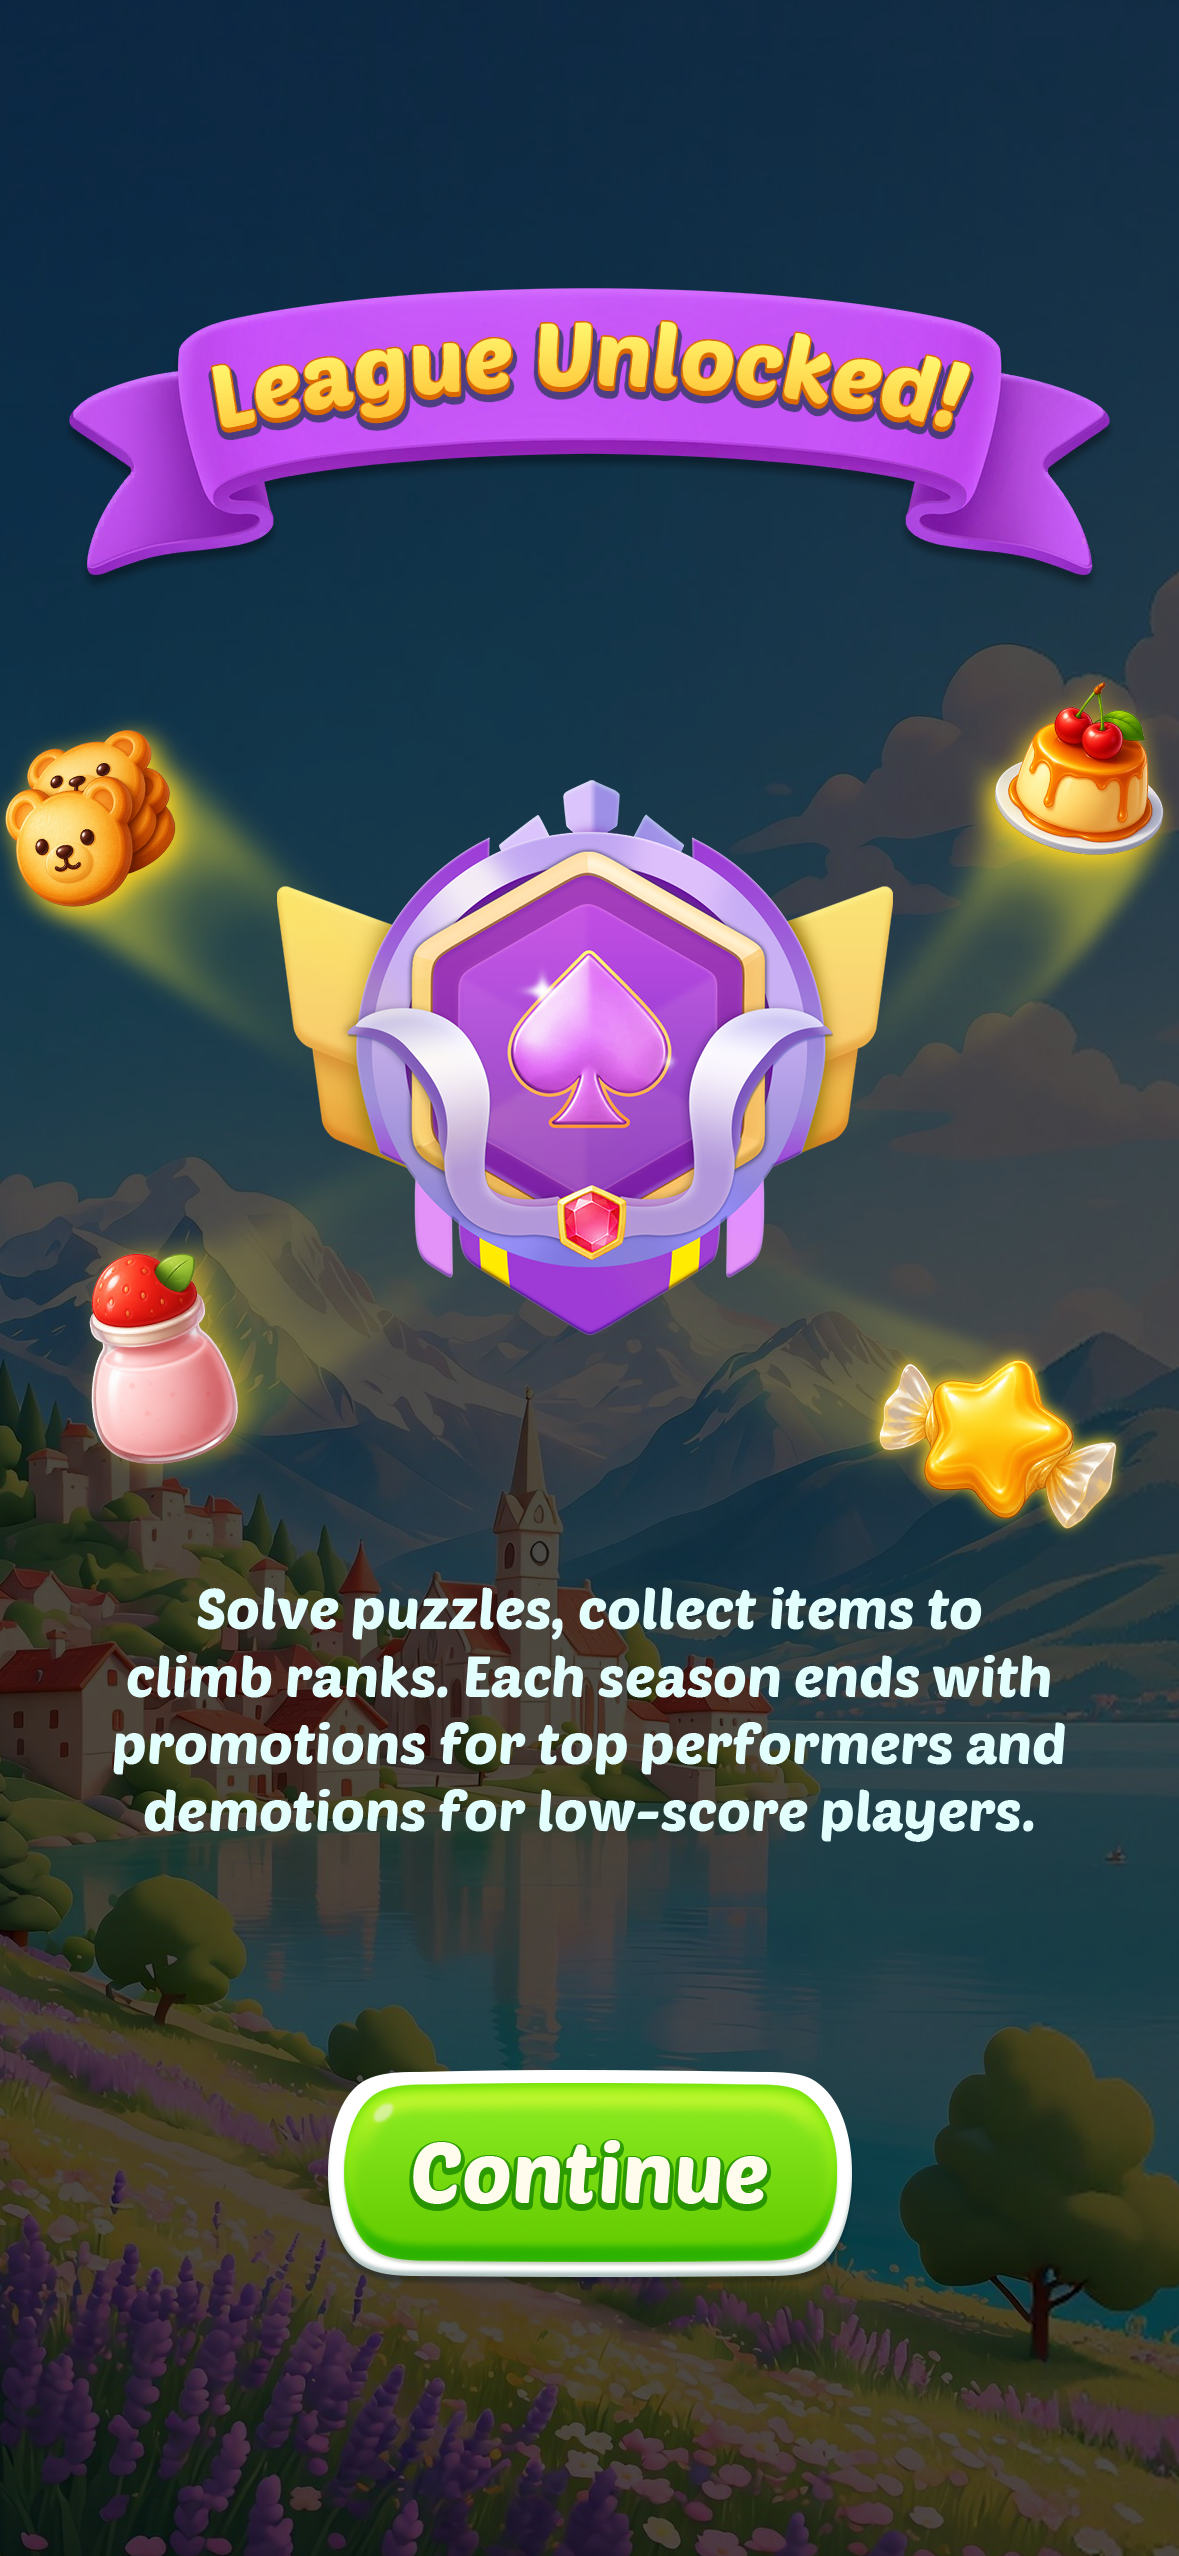 League Unlocked!
Solve puzzles, collect items to
climb ranks. Each season ends with
promotions for top performers and
demotions for low-score players.
Continue